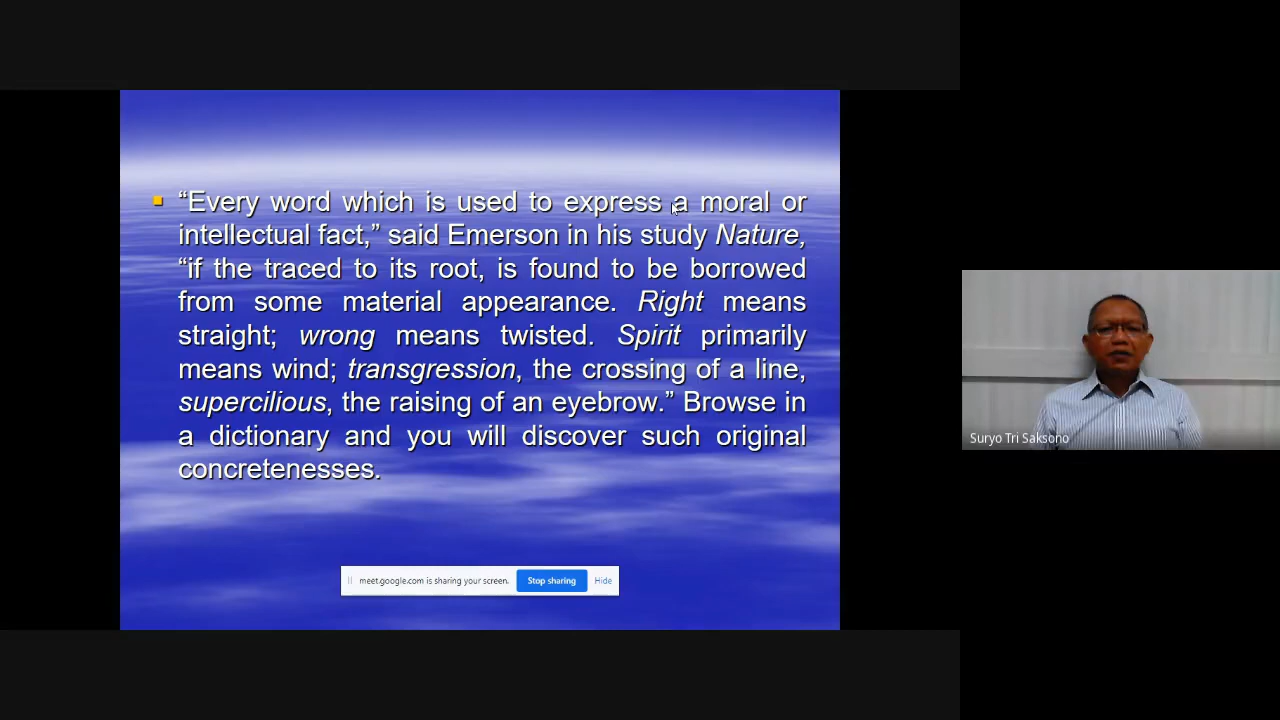 “Every word which is used to express a moral or
intellectual fact,” said Emerson in his study Nature,
“if the traced to its root, is found to be borrowed
from some material appearance. Right means
straight; wrong means twisted. Spirit primarily
means wind; transgression, the crossing of a line,
supercilious, the raising of an eyebrow.” Browse in
a dictionary and you will discover such original
concretenesses.
meet.google.com is sharing your screen. Stop sharing Hide
Suryo Tri Saksono